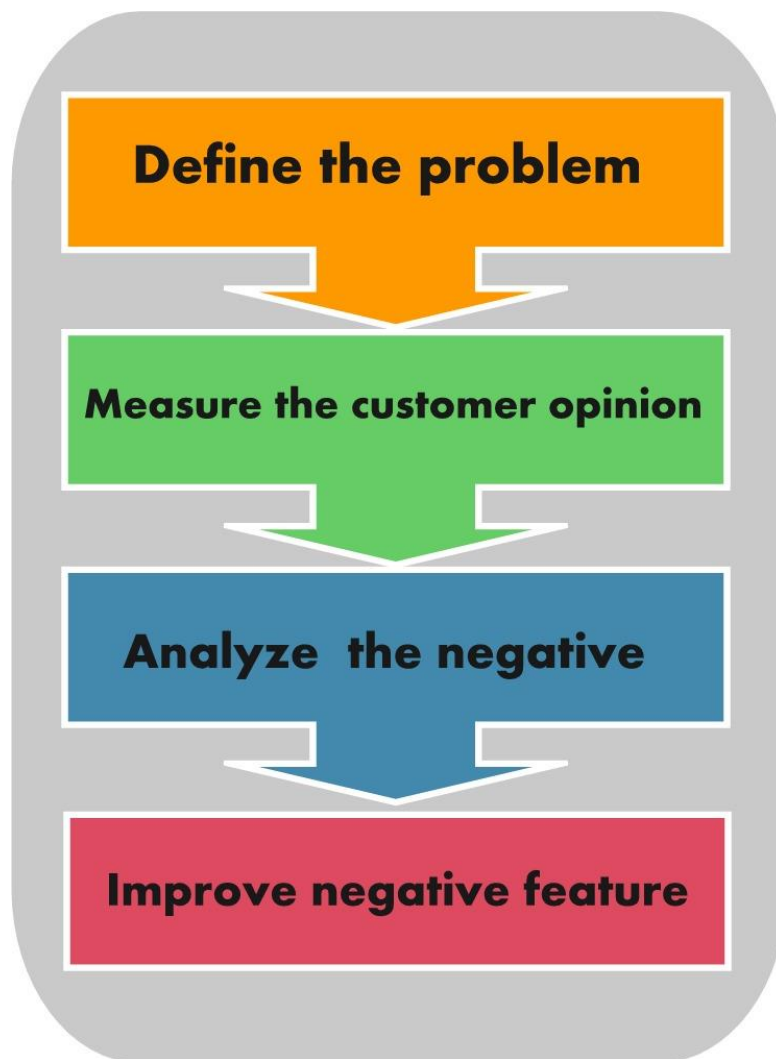 Define the problem
Measure the customer opinion
Analyze the negative
Improve negative feature